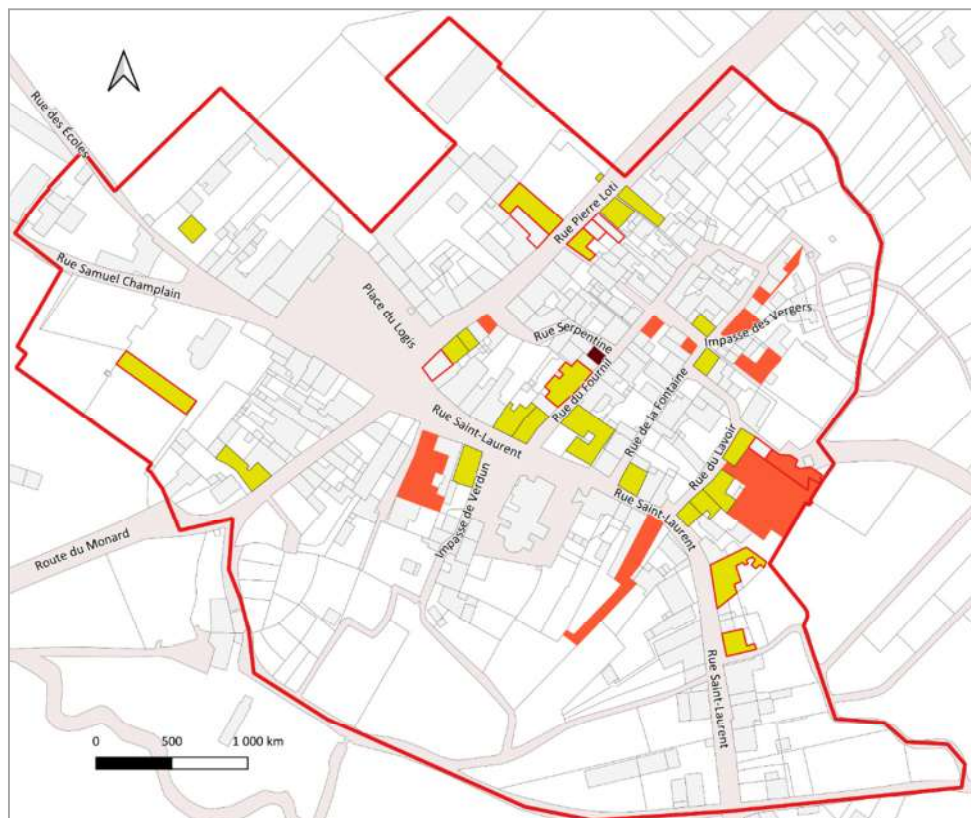 Rue des Écoles
Rue Pierre Loti
Rue Samuel Champlain
Place du Logis
Impasse des Vergers
Rue Serpentine
Rue du Fournil
Rue de la Fontaine
Rue Saint-Laurent
Rue du Lavoir
Impasse de Verdun
Rue Saint-Laurent
Route du Monard
Rue Saint-Laurent
0 500 1 000 km